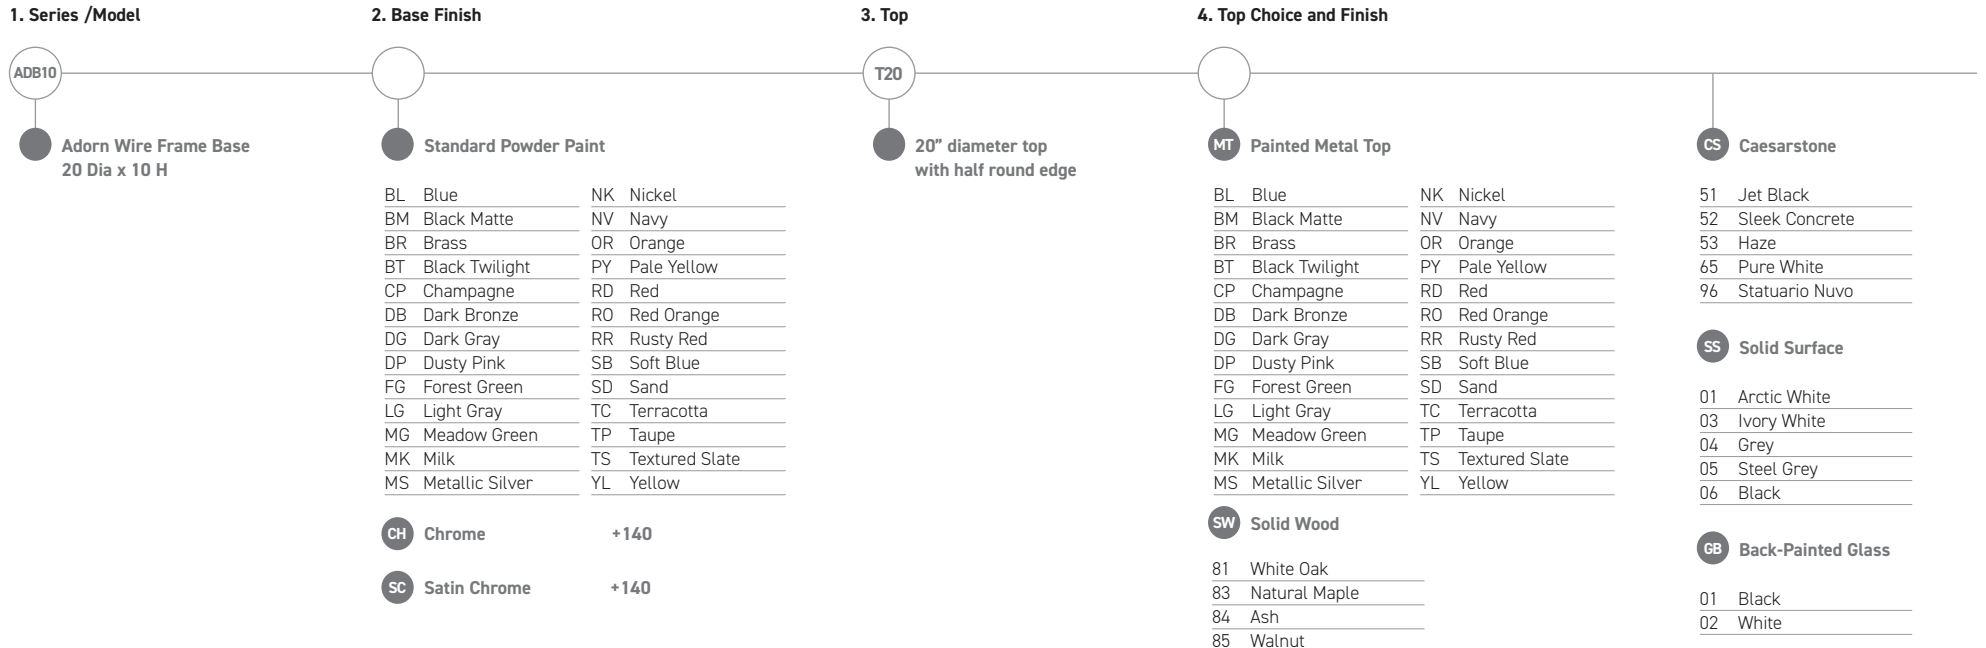 1. Series /Model
ADB10
Adorn Wire Frame Base
20 Dia x 10 H
2. Base Finish
Standard Powder Paint
BL Blue
BM Black Matte
BR Brass
BT Black Twilight
CP Champagne
DB Dark Bronze
DG Dark Gray
DP Dusty Pink
FG Forest Green
LG Light Gray
MG Meadow Green
MK Milk
MS Metallic Silver
NK Nickel
NV Navy
OR Orange
PY Pale Yellow
RD Red
RO Red Orange
RR Rusty Red
SB Soft Blue
SD Sand
TC Terracotta
TP Taupe
TS Textured Slate
YL Yellow
CH Chrome +140
SC Satin Chrome +140
3. Top
T20
20” diameter top
with half round edge
4. Top Choice and Finish
MT Painted Metal Top
BL Blue
BM Black Matte
BR Brass
BT Black Twilight
CP Champagne
DB Dark Bronze
DG Dark Gray
DP Dusty Pink
FG Forest Green
LG Light Gray
MG Meadow Green
MK Milk
MS Metallic Silver
NK Nickel
NV Navy
OR Orange
PY Pale Yellow
RD Red
RO Red Orange
RR Rusty Red
SB Soft Blue
SD Sand
TC Terracotta
TP Taupe
TS Textured Slate
YL Yellow
SW Solid Wood
81 White Oak
83 Natural Maple
84 Ash
85 Walnut
CS Caesarstone
51 Jet Black
52 Sleek Concrete
53 Haze
65 Pure White
96 Statuario Nuvo
SS Solid Surface
01 Arctic White
03 Ivory White
04 Grey
05 Steel Grey
06 Black
GB Back-Painted Glass
01 Black
02 White